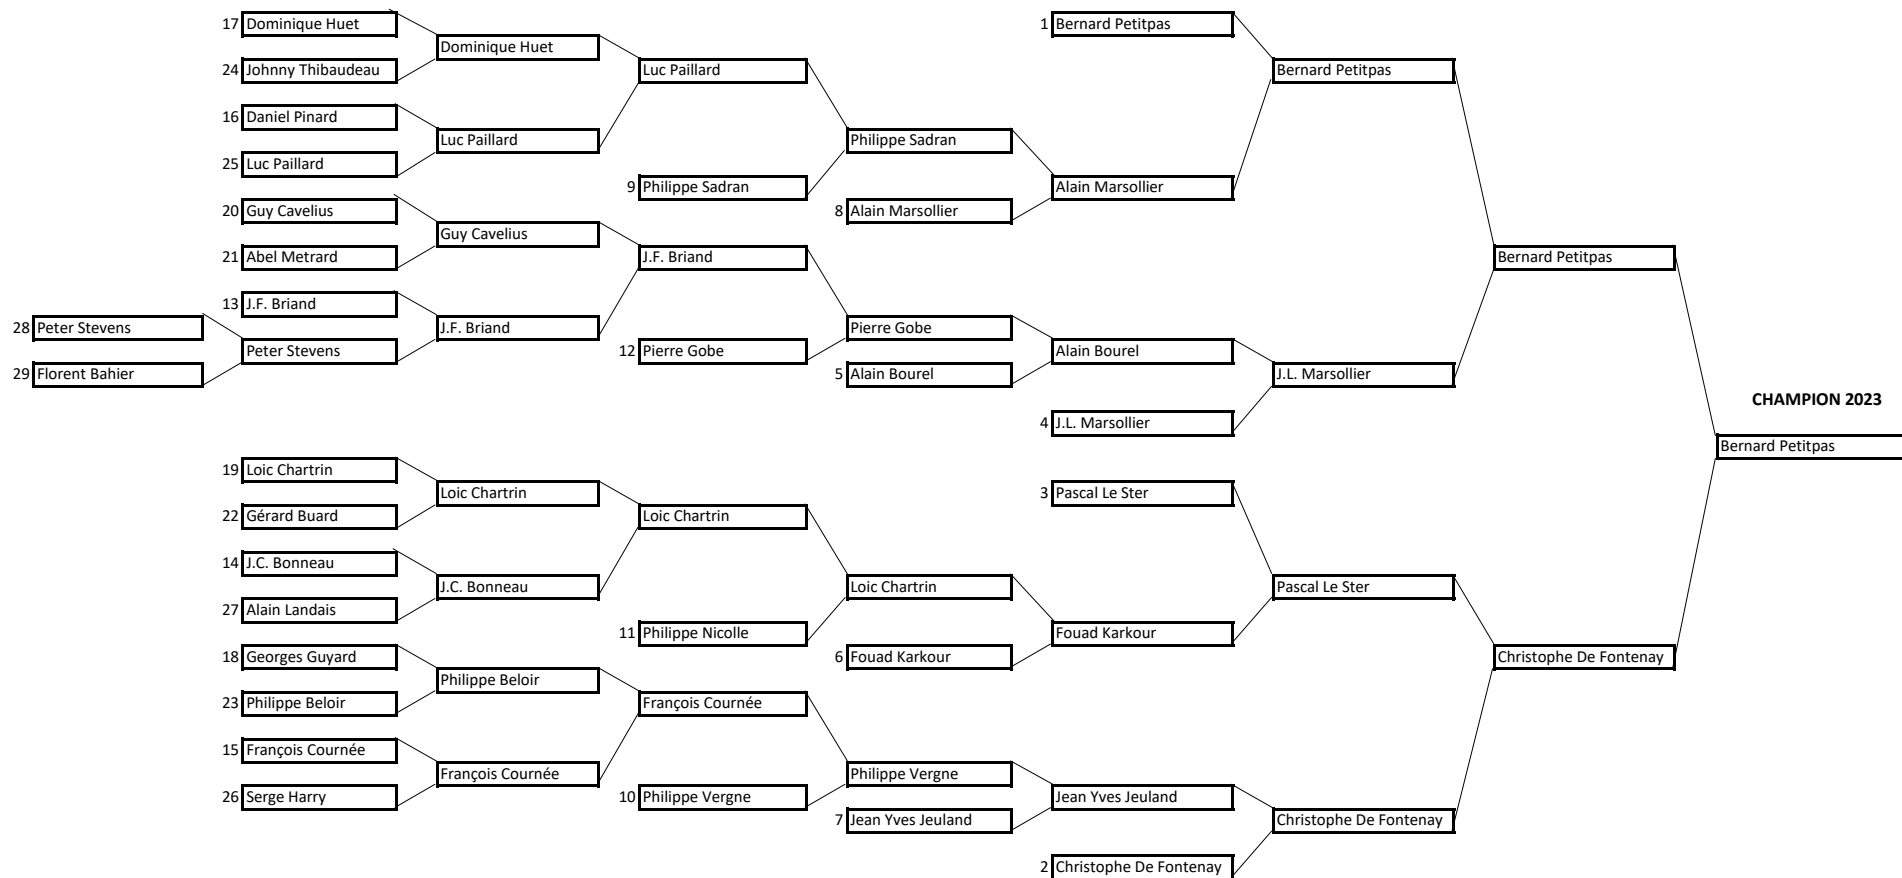 17 Dominique Huet
1 Bernard Petitpas
Dominique Huet
24 Johnny Thibaudeau
Luc Paillard
Bernard Petitpas
16 Daniel Pinard
Luc Paillard
Philippe Sadran
25 Luc Paillard
9 Philippe Sadran
Alain Marsollier
20 Guy Cavelius
8 Alain Marsollier
Guy Cavelius
21 Abel Metrard
J.F. Briand
Bernard Petitpas
13 J.F. Briand
28 Peter Stevens
J.F. Briand
Pierre Gobe
Peter Stevens
12 Pierre Gobe
Alain Bourel
29 Florent Bahier
5 Alain Bourel
J.L. Marsollier
CHAMPION 2023
4 J.L. Marsollier
Bernard Petitpas
19 Loic Chartrin
Loic Chartrin
3 Pascal Le Ster
22 Gérard Buard
Loic Chartrin
14 J.C. Bonneau
J.C. Bonneau
Loic Chartrin
Pascal Le Ster
27 Alain Landais
11 Philippe Nicolle
Fouad Karkour
18 Georges Guyard
6 Fouad Karkour
Christophe De Fontenay
Philippe Beloir
23 Philippe Beloir
François Cournée
15 François Cournée
François Cournée
Philippe Vergne
26 Serge Harry
10 Philippe Vergne
Jean Yves Jeuland
7 Jean Yves Jeuland
Christophe De Fontenay
2 Christophe De Fontenay